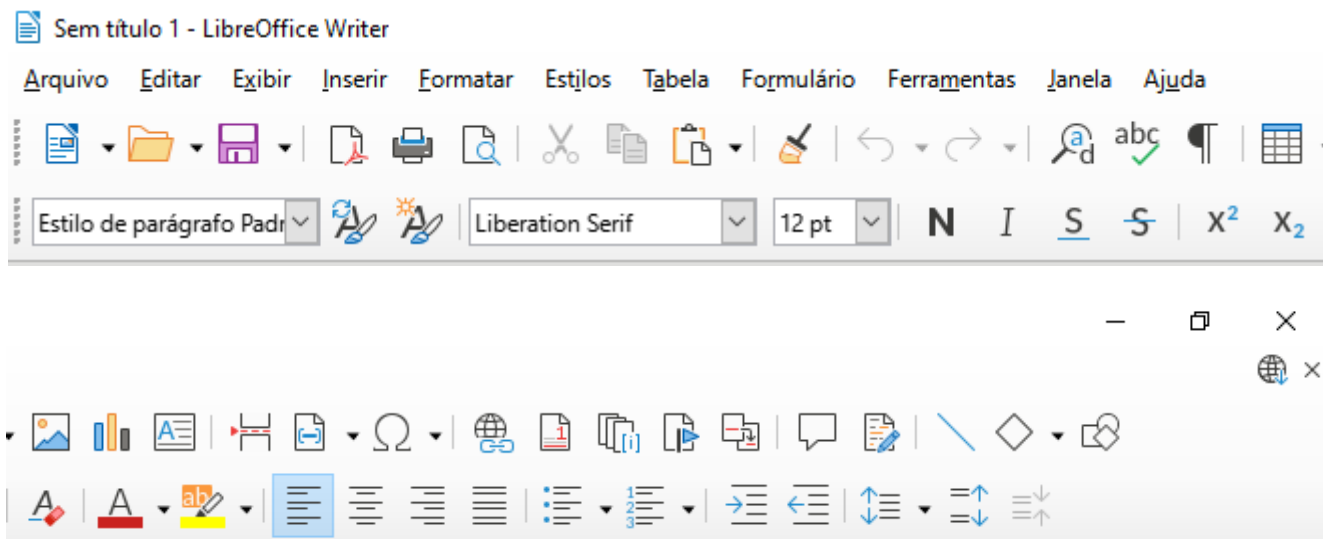 Sem título 1 - LibreOffice Writer
Arquivo Editar Exibir Inserir Formatar Estilos Tabela Formulário Ferramentas Janela Ajuda
abc
Estilo de parágrafo Padr Liberation Serif 12 pt N I S S X² X₂
A A ab